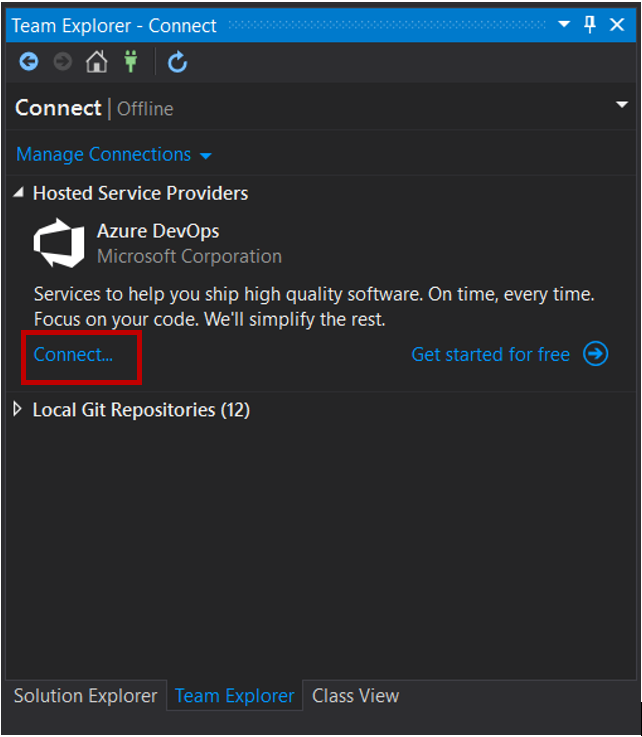 Team Explorer - Connect
Connect | Offline
Manage Connections
Hosted Service Providers
Azure DevOps
Microsoft Corporation
Services to help you ship high quality software. On time, every time.
Focus on your code. We'll simplify the rest.
Connect... Get started for free
Local Git Repositories (12)
Solution Explorer Team Explorer Class View